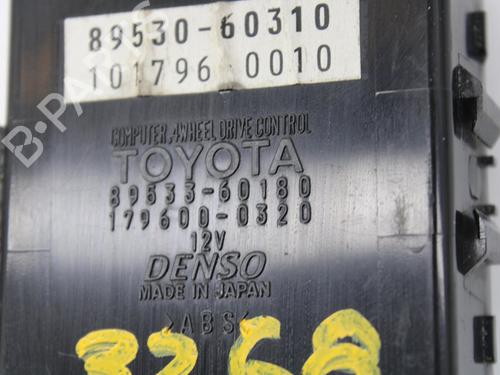 89530-60310
101796 0010
COMPUTER,4WHEEL DRIVE CONTROL
TOYOTA
89533-60180
179600-0320
12V
DENSO
MADE IN JAPAN
>ABS<
3268
B-Parts